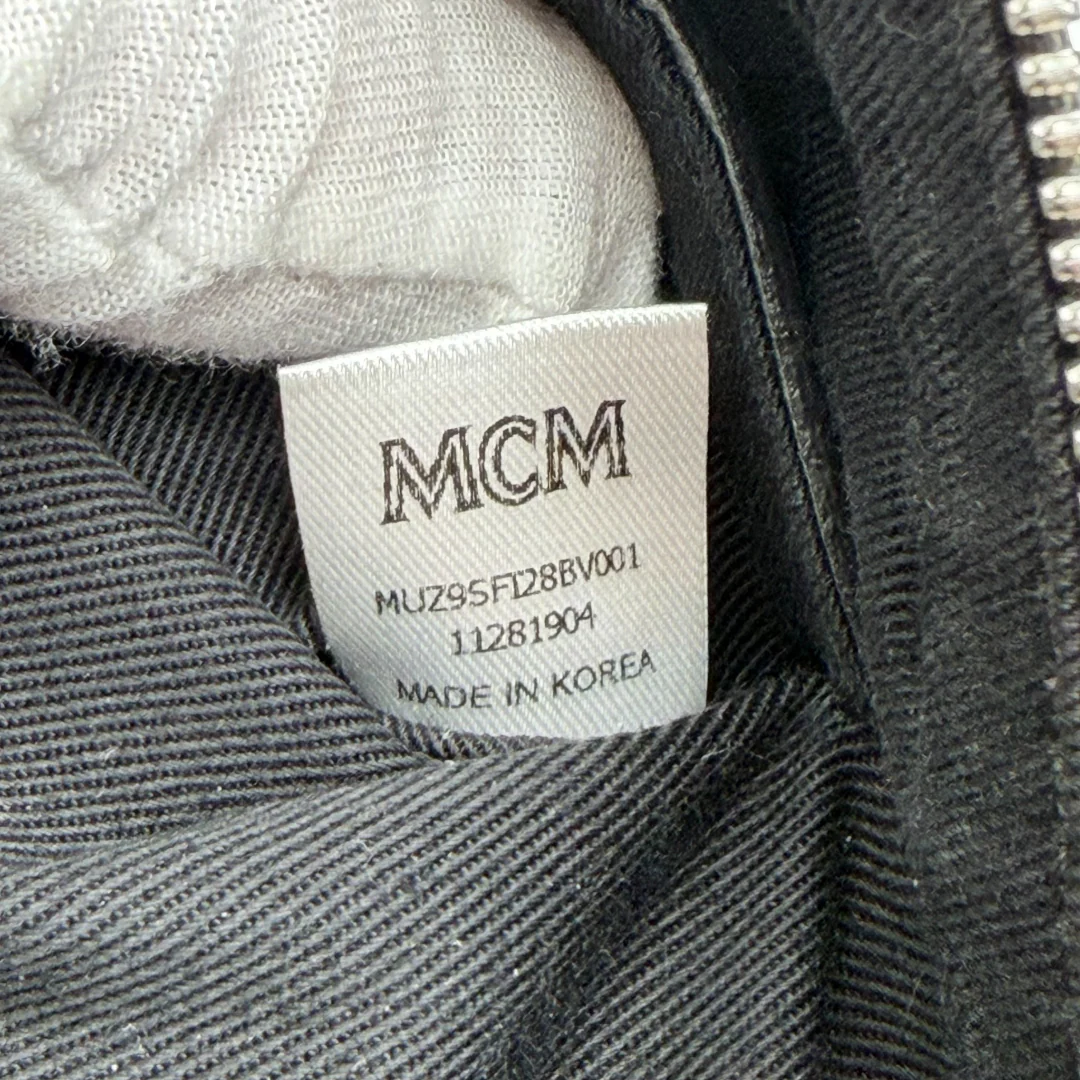 MCM
MUZ9SFI28BV001
11281904
MADE IN KOREA